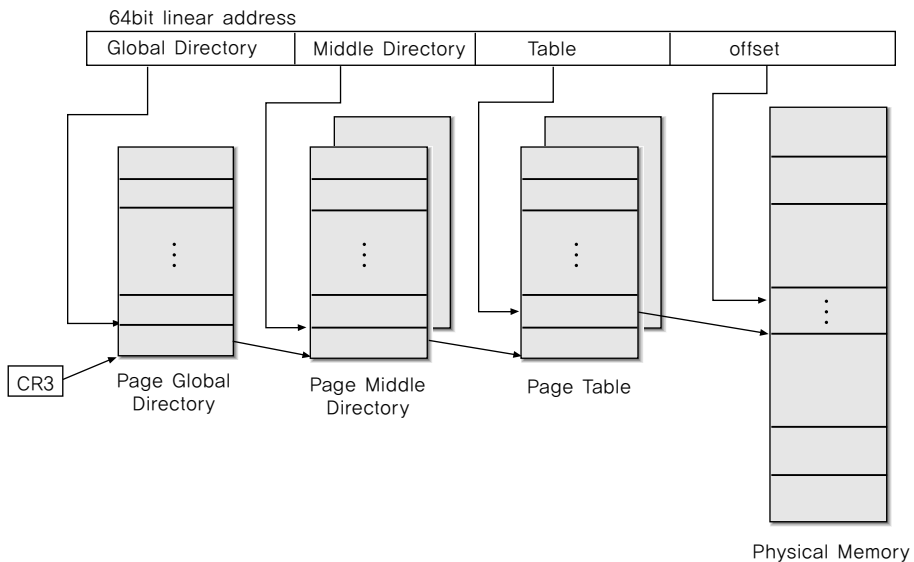 64bit linear address
Global Directory
Middle Directory
Table
offset
CR3
Page Global
Directory
Page Middle
Directory
Page Table
Physical Memory